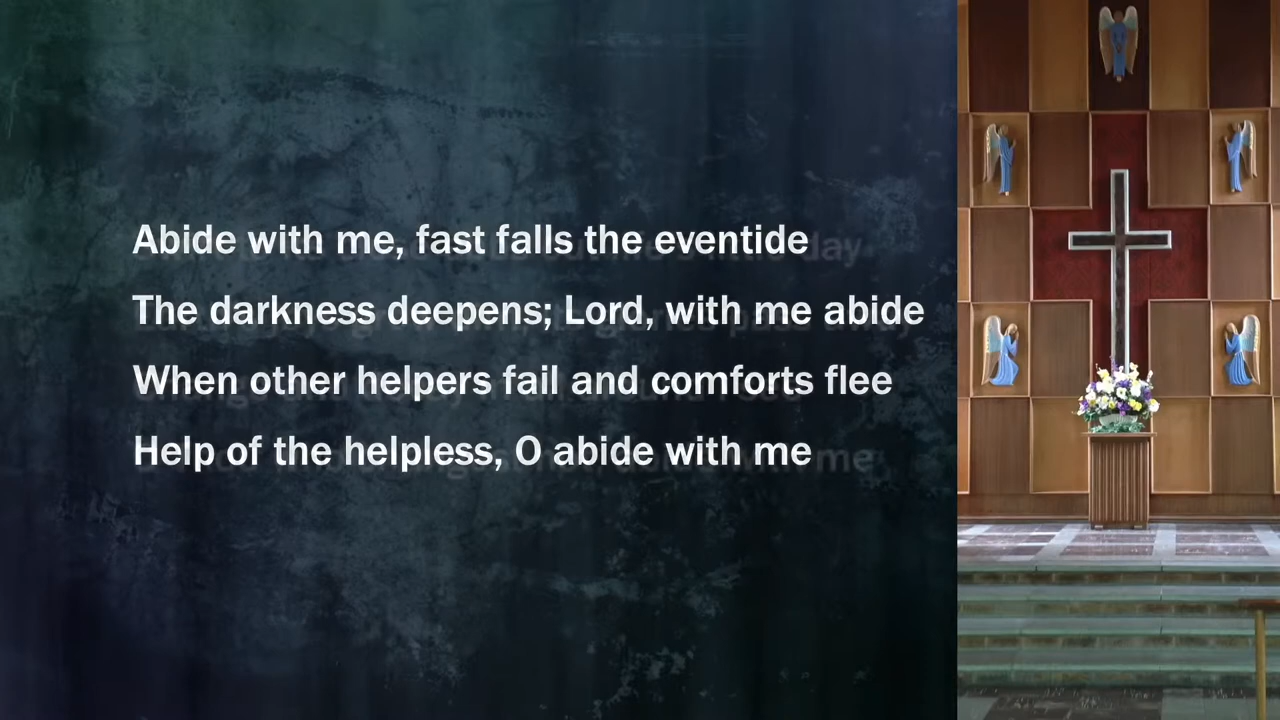 Abide with me, fast falls the eventide
The darkness deepens; Lord, with me abide
When other helpers fail and comforts flee
Help of the helpless, O abide with me